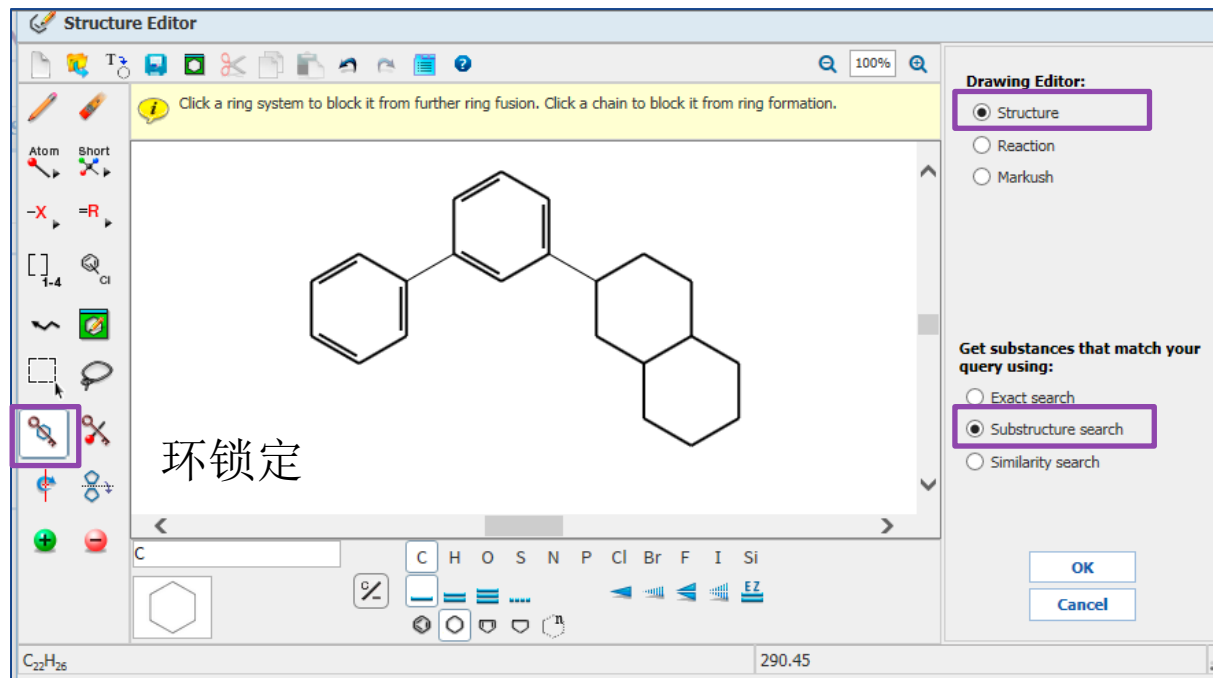 Structure Editor
T
100%
Click a ring system to block it from further ring fusion. Click a chain to block it from ring formation.
Drawing Editor:
Structure
Reaction
Markush
Atom
Short
-X
=R
[ ]1-4
Cl
环锁定
Get substances that match your
query using:
Exact search
Substructure search
Similarity search
C
C H O S N P Cl Br F I Si
EZ
n
OK
Cancel
C₂₂H₂₆
290.45